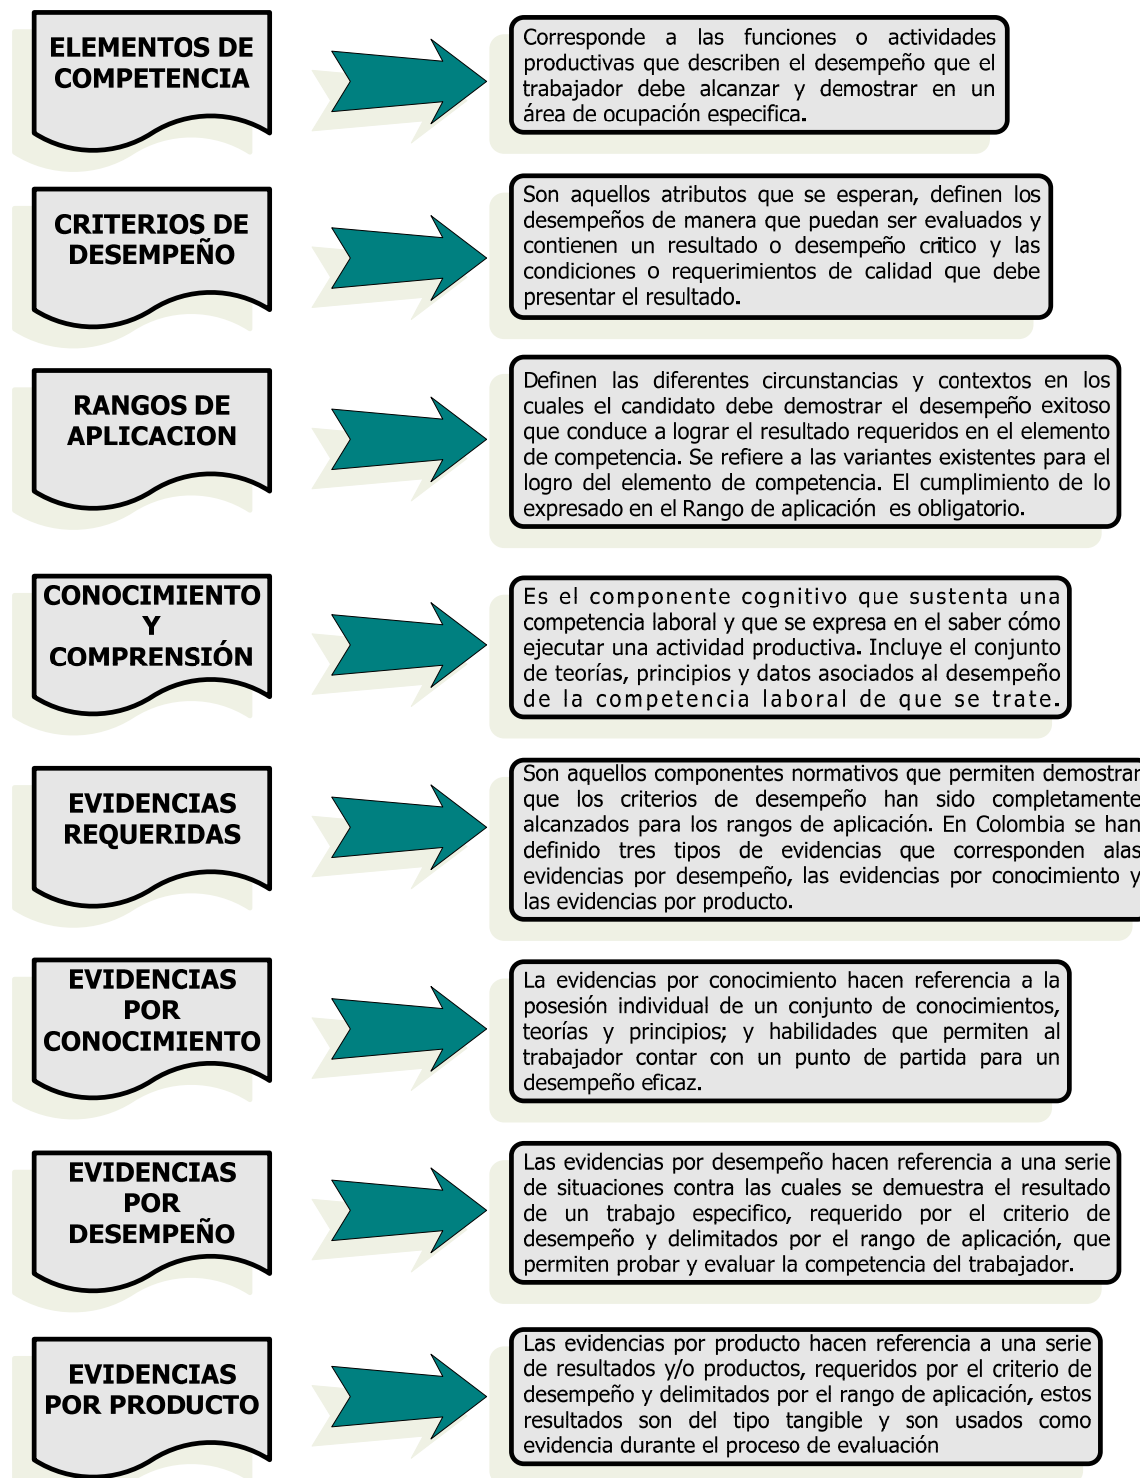 ELEMENTOS DE
COMPETENCIA
Corresponde a las funciones o actividades
productivas que describen el desempeño que el
trabajador debe alcanzar y demostrar en un
área de ocupación especifica.
CRITERIOS DE
DESEMPEÑO
Son aquellos atributos que se esperan, definen los
desempeños de manera que puedan ser evaluados y
contienen un resultado o desempeño critico y las
condiciones o requerimientos de calidad que debe
presentar el resultado.
RANGOS DE
APLICACION
Definen las diferentes circunstancias y contextos en los
cuales el candidato debe demostrar el desempeño exitoso
que conduce a lograr el resultado requeridos en el elemento
de competencia. Se refiere a las variantes existentes para el
logro del elemento de competencia. El cumplimiento de lo
expresado en el Rango de aplicación es obligatorio.
CONOCIMIENTO
Y
COMPRENSIÓN
Es el componente cognitivo que sustenta una
competencia laboral y que se expresa en el saber cómo
ejecutar una actividad productiva. Incluye el conjunto
de teorías, principios y datos asociados al desempeño
de la competencia laboral de que se trate.
EVIDENCIAS
REQUERIDAS
Son aquellos componentes normativos que permiten demostrar
que los criterios de desempeño han sido completamente
alcanzados para los rangos de aplicación. En Colombia se han
definido tres tipos de evidencias que corresponden alas
evidencias por desempeño, las evidencias por conocimiento y
las evidencias por producto.
EVIDENCIAS
POR
CONOCIMIENTO
La evidencias por conocimiento hacen referencia a la
posesión individual de un conjunto de conocimientos,
teorías y principios; y habilidades que permiten al
trabajador contar con un punto de partida para un
desempeño eficaz.
EVIDENCIAS
POR
DESEMPEÑO
Las evidencias por desempeño hacen referencia a una serie
de situaciones contra las cuales se demuestra el resultado
de un trabajo especifico, requerido por el criterio de
desempeño y delimitados por el rango de aplicación, que
permiten probar y evaluar la competencia del trabajador.
EVIDENCIAS
POR PRODUCTO
Las evidencias por producto hacen referencia a una serie
de resultados y/o productos, requeridos por el criterio de
desempeño y delimitados por el rango de aplicación, estos
resultados son del tipo tangible y son usados como
evidencia durante el proceso de evaluación